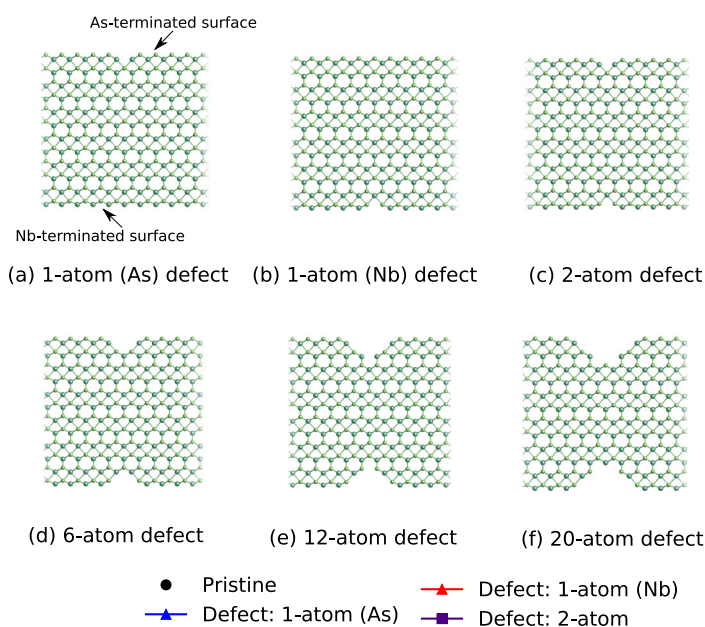 As-terminated surface
Nb-terminated surface
(a) 1-atom (As) defect
(b) 1-atom (Nb) defect
(c) 2-atom defect
(d) 6-atom defect
(e) 12-atom defect
(f) 20-atom defect
Pristine
Defect: 1-atom (Nb)
Defect: 1-atom (As)
Defect: 2-atom